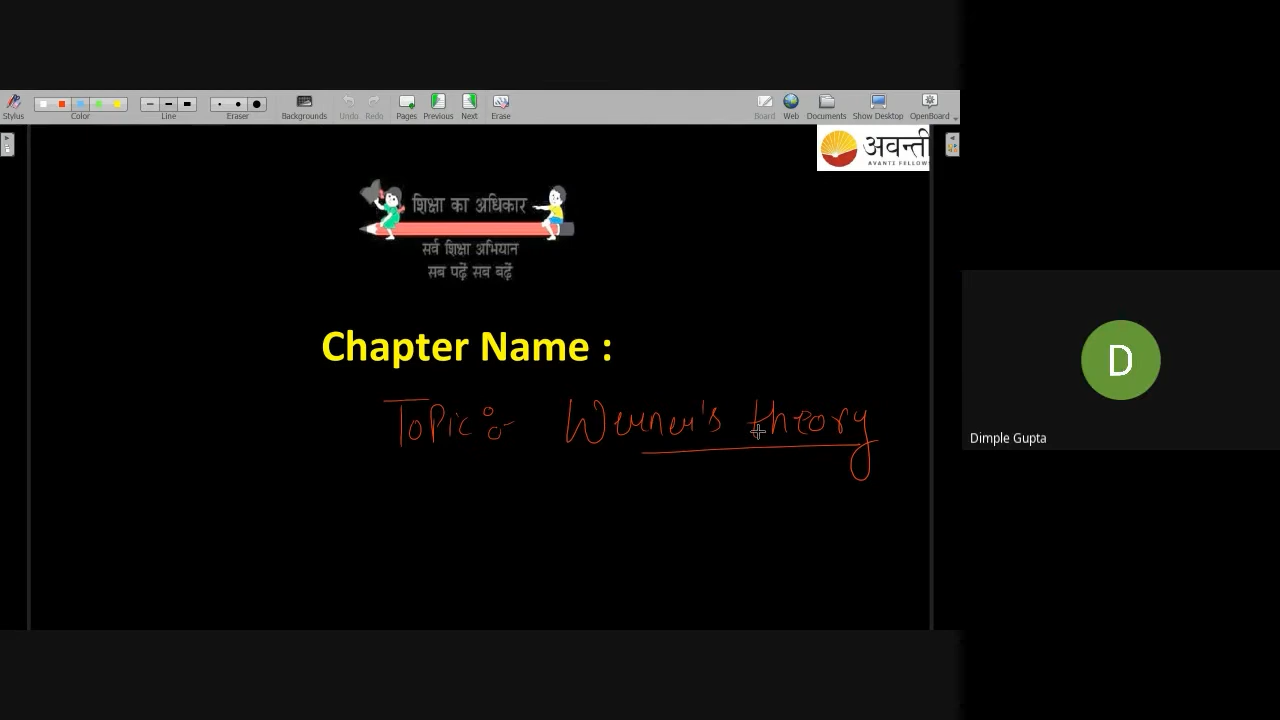 Stylus Color Line Eraser Backgrounds Undo Redo Pages Previous Next Erase Board Web Documents Show Desktop OpenBoard
अवन्ती
AVANTI FELLOW
शिक्षा का अधिकार
सर्व शिक्षा अभियान
सब पढ़ें सब बढ़ें
Chapter Name :
Topic :- Werner's theory
D
Dimple Gupta